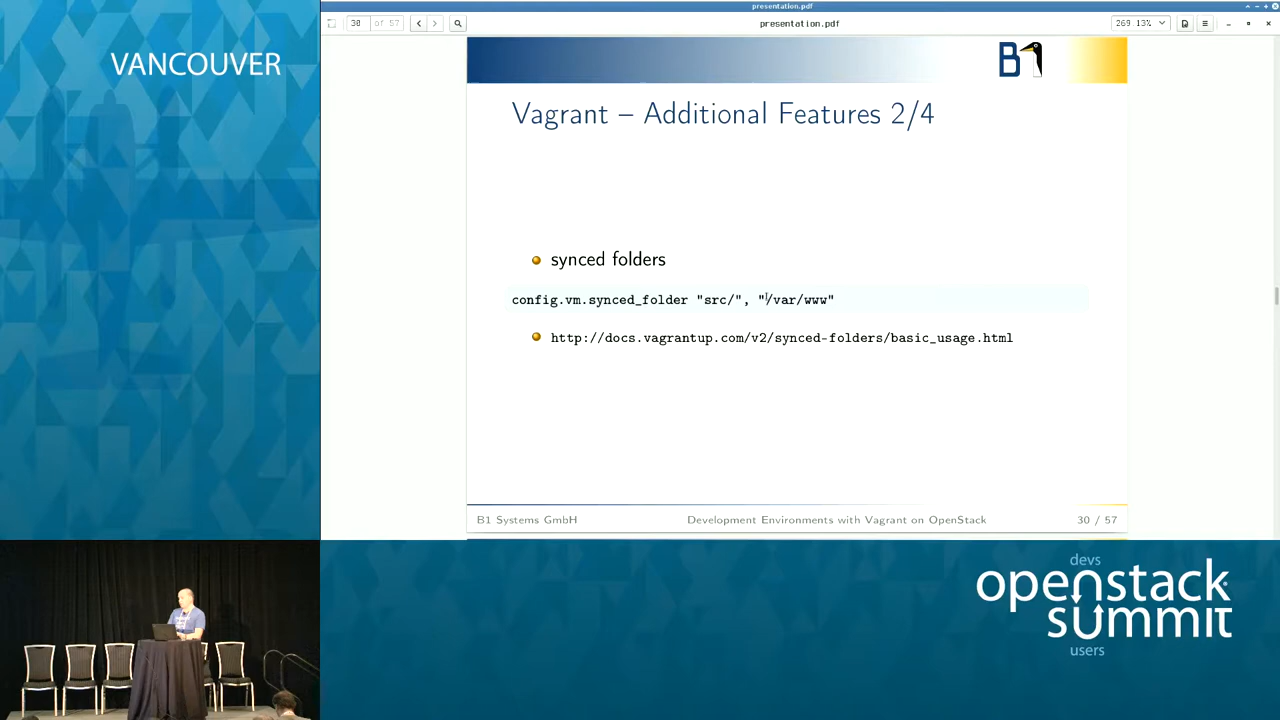 VANCOUVER
presentation.pdf
30 of 57
presentation.pdf
269.13%
B1
Vagrant – Additional Features 2/4
synced folders
config.vm.synced_folder "src/", "/var/www"
http://docs.vagrantup.com/v2/synced-folders/basic_usage.html
B1 Systems GmbH
Development Environments with Vagrant on OpenStack
30 / 57
devs
openstack
summit
users